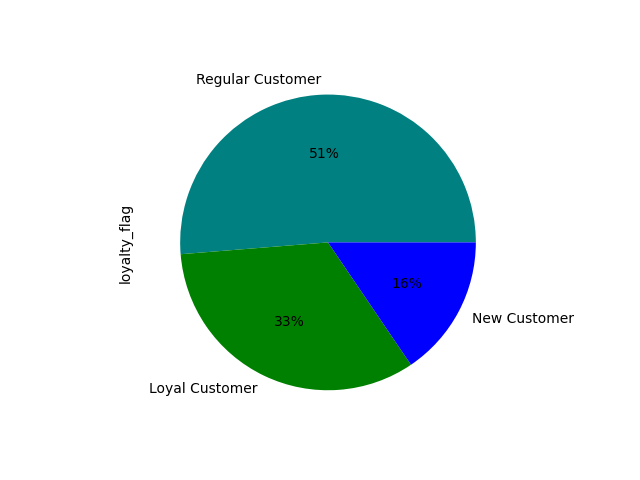 Regular Customer
51%
loyalty_flag
16%
33%
New Customer
Loyal Customer